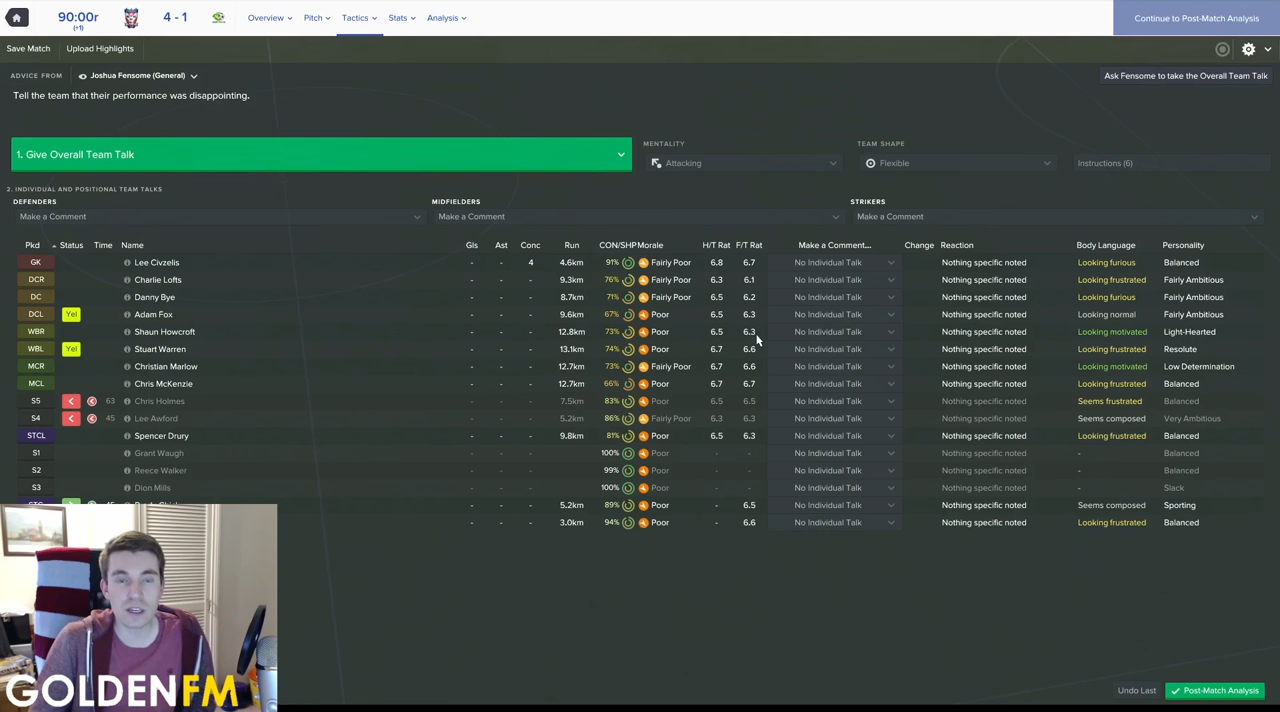 90:00r
(+1)
4 - 1
Overview
Pitch
Tactics
Stats
Analysis
Continue to Post-Match Analysis
Save Match
Upload Highlights
ADVICE FROM
Joshua Fensome (General)
Ask Fensome to take the Overall Team Talk
Tell the team that their performance was disappointing.
1. Give Overall Team Talk
MENTALITY
Attacking
TEAM SHAPE
Flexible
Instructions (6)
2. INDIVIDUAL AND POSITIONAL TEAM TALKS
DEFENDERS
Make a Comment
MIDFIELDERS
Make a Comment
STRIKERS
Make a Comment
Pkd Status Time Name Gls Ast Conc Run CON/SHP Morale H/T Rat F/T Rat Make a Comment... Change Reaction Body Language Personality
GK Lee Civzelis - - 4 4.6km 91% Fairly Poor 6.8 6.7 No Individual Talk Nothing specific noted Looking furious Balanced
DCR Charlie Lofts - - - 9.3km 76% Fairly Poor 6.3 6.1 No Individual Talk Nothing specific noted Looking frustrated Fairly Ambitious
DC Danny Bye - - - 8.7km 71% Fairly Poor 6.5 6.2 No Individual Talk Nothing specific noted Looking furious Fairly Ambitious
DCL Yel Adam Fox - - - 9.6km 67% Poor 6.5 6.3 No Individual Talk Nothing specific noted Looking normal Fairly Ambitious
WBR Shaun Howcroft - - - 12.8km 73% Poor 6.5 6.3 No Individual Talk Nothing specific noted Looking motivated Light-Hearted
WBL Yel Stuart Warren - - - 13.1km 74% Poor 6.7 6.6 No Individual Talk Nothing specific noted Looking frustrated Resolute
MCR Christian Marlow - - - 12.7km 73% Fairly Poor 6.7 6.6 No Individual Talk Nothing specific noted Looking motivated Low Determination
MCL Chris McKenzie - - - 12.7km 66% Poor 6.7 6.7 No Individual Talk Nothing specific noted Looking frustrated Balanced
S5 63 Chris Holmes - - - 7.5km 83% Poor 6.5 6.5 No Individual Talk Nothing specific noted Seems frustrated Balanced
S4 45 Lee Awford - - - 5.2km 86% Fairly Poor 6.3 6.3 No Individual Talk Nothing specific noted Seems composed Very Ambitious
STCL Spencer Drury - - - 9.8km 81% Poor 6.5 6.3 No Individual Talk Nothing specific noted Looking frustrated Balanced
S1 Grant Waugh 100% Poor - - No Individual Talk Nothing specific noted - Balanced
S2 Reece Walker 99% Poor - - No Individual Talk Nothing specific noted - Balanced
S3 Dion Mills 100% Poor - - No Individual Talk Nothing specific noted - Slack
- - - 5.2km 89% Poor - 6.5 No Individual Talk Nothing specific noted Seems composed Sporting
- - - 3.0km 94% Poor - 6.6 No Individual Talk Nothing specific noted Looking frustrated Balanced
GOLDENFM
Undo Last
Post-Match Analysis